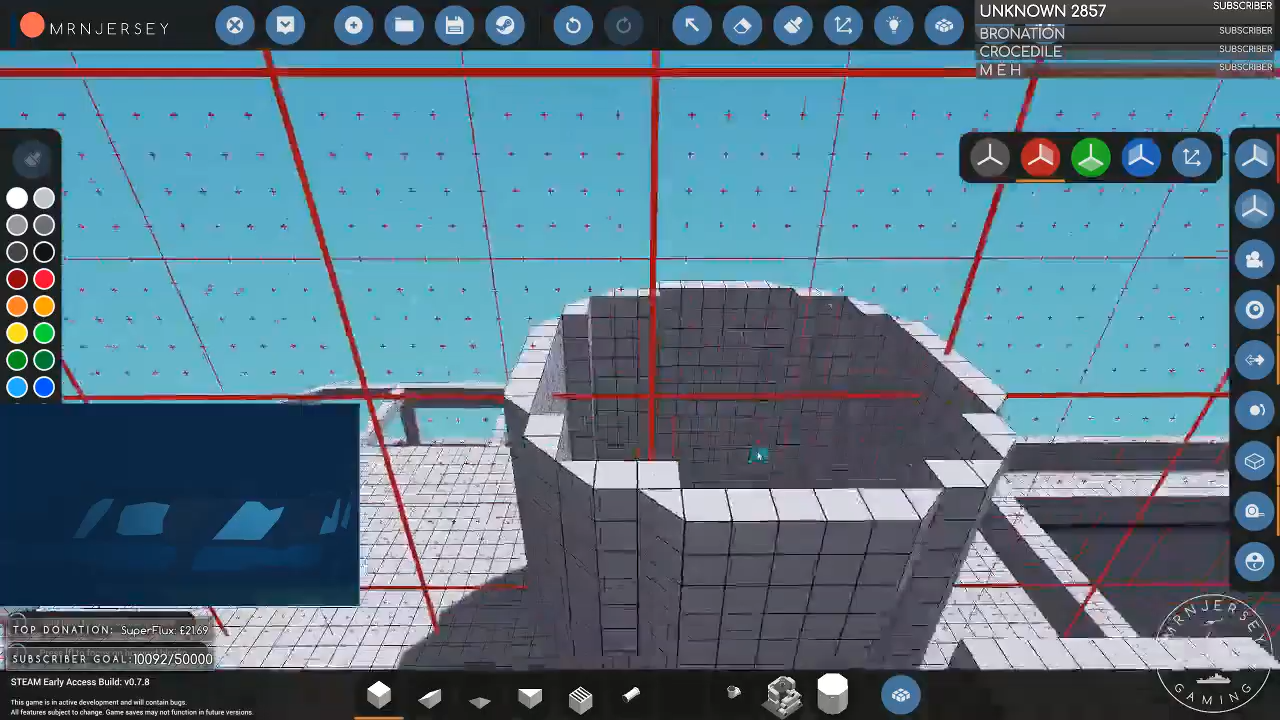 MRNJERSEY
UNKNOWN 2857 SUBSCRIBER
BRONATION SUBSCRIBER
CROCEDILE SUBSCRIBER
M E H SUBSCRIBER
TOP DONATION: SuperFlux: £21.69
SUBSCRIBER GOAL: 10092/50000
STEAM Early Access Build: v0.7.8
This game is in active development and will contain bugs.
All features subject to change. Game saves may not function in future versions.
MRNJERSEY
GAMING